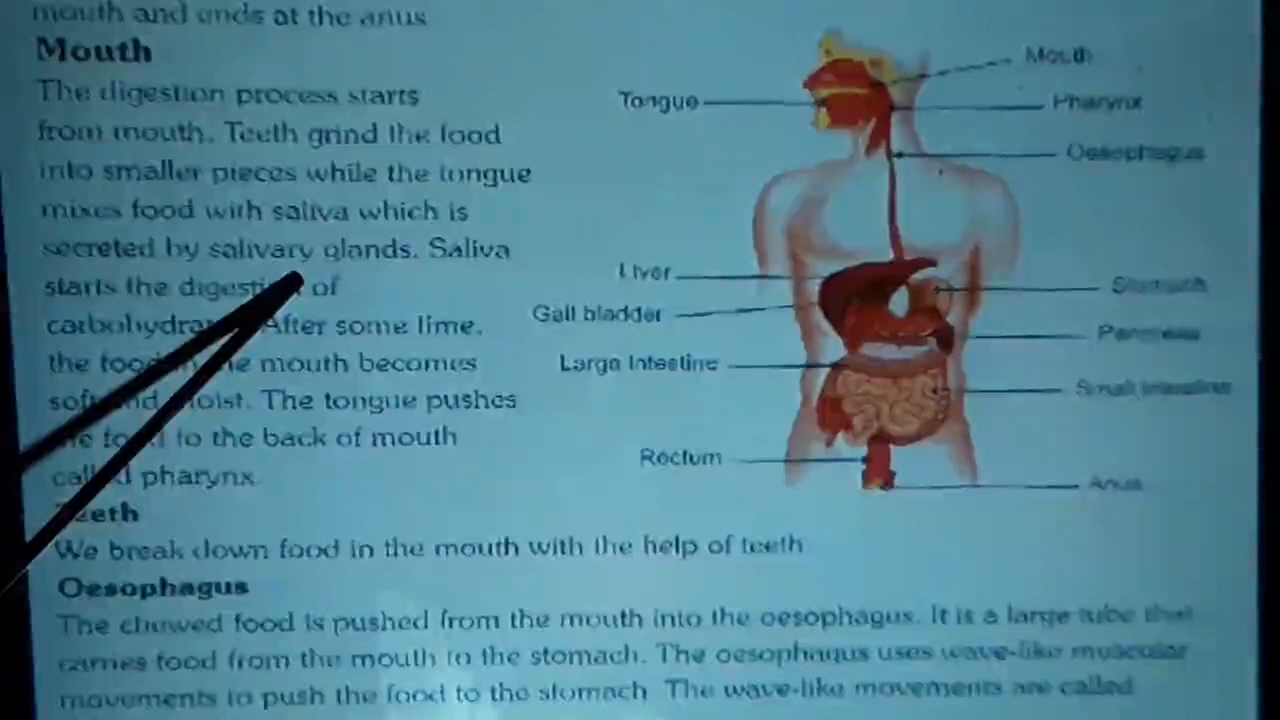 mouth and ends at the anus
Mouth
The digestion process starts
from mouth. Teeth grind the food
into smaller pieces while the tongue
mixes food with saliva which is
secreted by salivary glands. Saliva
starts the of
After some time,
the mouth becomes
moist. The tongue pushes
to the back of mouth
pharynx
Teeth
We break down food in the mouth with the help of teeth
Oesophagus
The chewed food is pushed from the mouth into the oesophagus. It is a large tube that
carries food from the mouth to the stomach. The oesophagus uses wave-like muscular
movements to push the food to the stomach. The wave-like movements are called
Mouth
Tongue
Pharynx
Oesophagus
Liver
Stomach
Gall bladder
Pancreas
Large Intestine
Small Intestine
Rectum
Anus